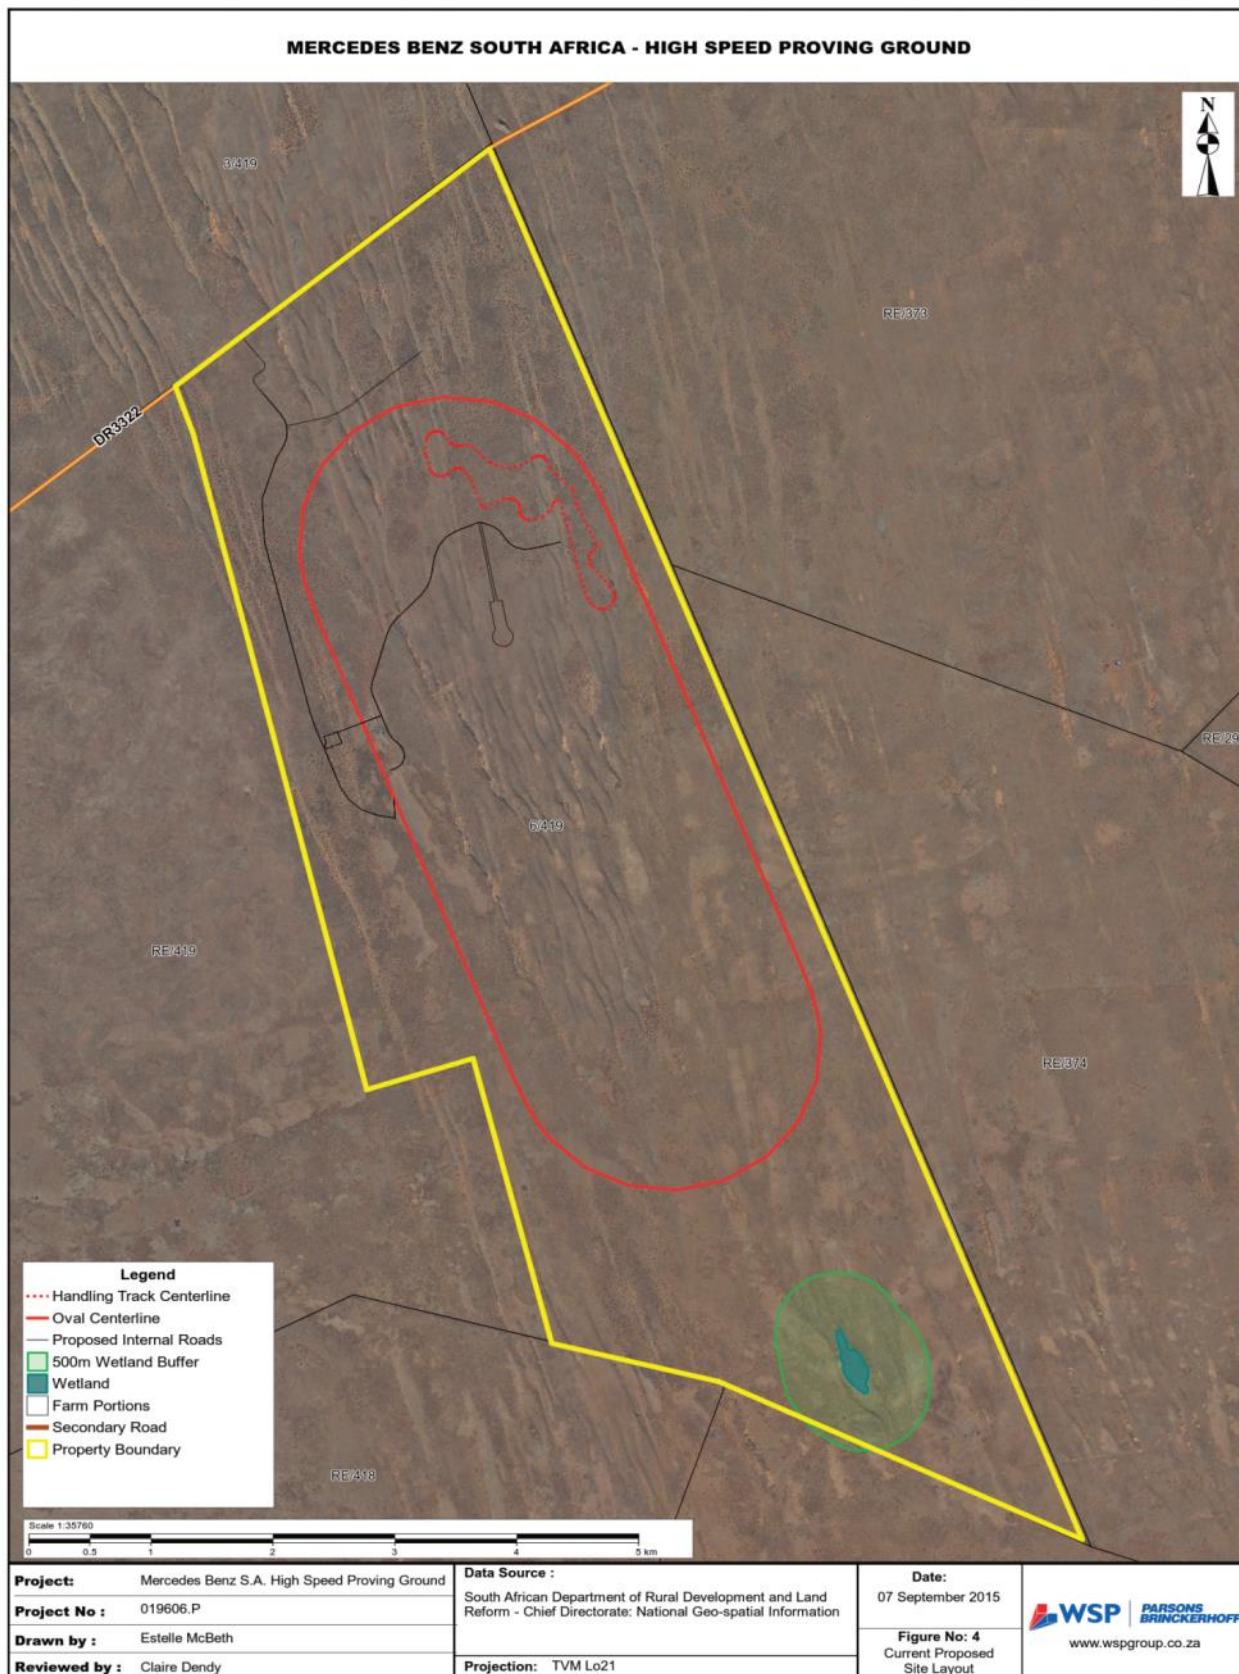 MERCEDES BENZ SOUTH AFRICA - HIGH SPEED PROVING GROUND
N
3/419
RE/373
DR3322
RE/29
6/419
RE/419
RE/374
Legend
Handling Track Centerline
Oval Centerline
Proposed Internal Roads
500m Wetland Buffer
Wetland
Farm Portions
Secondary Road
Property Boundary
RE/418
Scale 1:35760
0 0.5 1 2 3 4 5 km
Project: Mercedes Benz S.A. High Speed Proving Ground
Project No : 019606.P
Drawn by : Estelle McBeth
Reviewed by : Claire Dendy
Data Source :
South African Department of Rural Development and Land
Reform - Chief Directorate: National Geo-spatial Information
Projection: TVM Lo21
Date:
07 September 2015
Figure No: 4
Current Proposed
Site Layout
WSP | PARSONS
BRINCKERHOFF
www.wspgroup.co.za